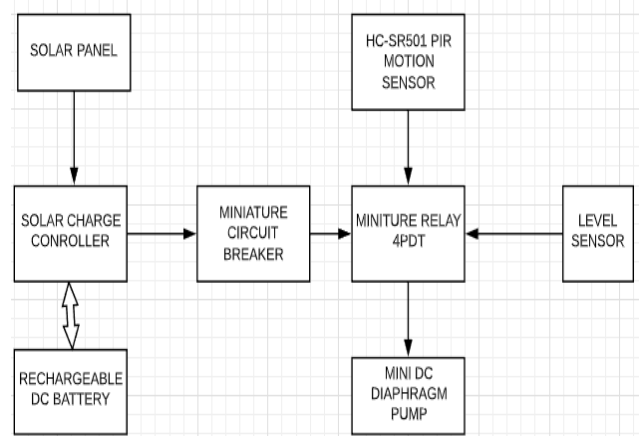 SOLAR PANEL
HC-SR501 PIR
MOTION
SENSOR
SOLAR CHARGE
CONROLLER
MINIATURE
CIRCUIT
BREAKER
MINITURE RELAY
4PDT
LEVEL
SENSOR
RECHARGEABLE
DC BATTERY
MINI DC
DIAPHRAGM
PUMP